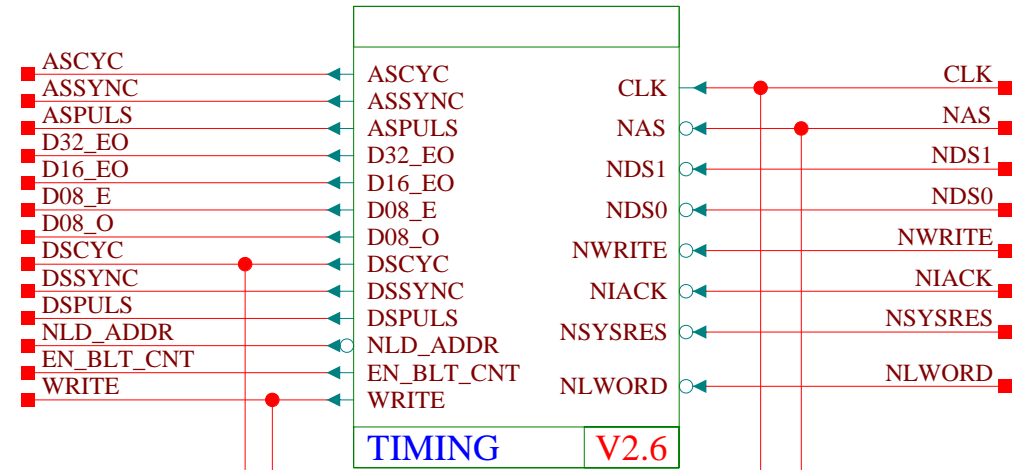 ASCYC
ASSYNC
ASPULS
D32_EO
D16_EO
D08_E
D08_O
DSCYC
DSSYNC
DSPULS
NLD_ADDR
EN_BLT_CNT
WRITE
ASCYC
ASSYNC
ASPULS
D32_EO
D16_EO
D08_E
D08_O
DSCYC
DSSYNC
DSPULS
NLD_ADDR
EN_BLT_CNT
WRITE
CLK
NAS
NDS1
NDS0
NWRITE
NIACK
NSYSRES
NLWORD
CLK
NAS
NDS1
NDS0
NWRITE
NIACK
NSYSRES
NLWORD
TIMING
V2.6